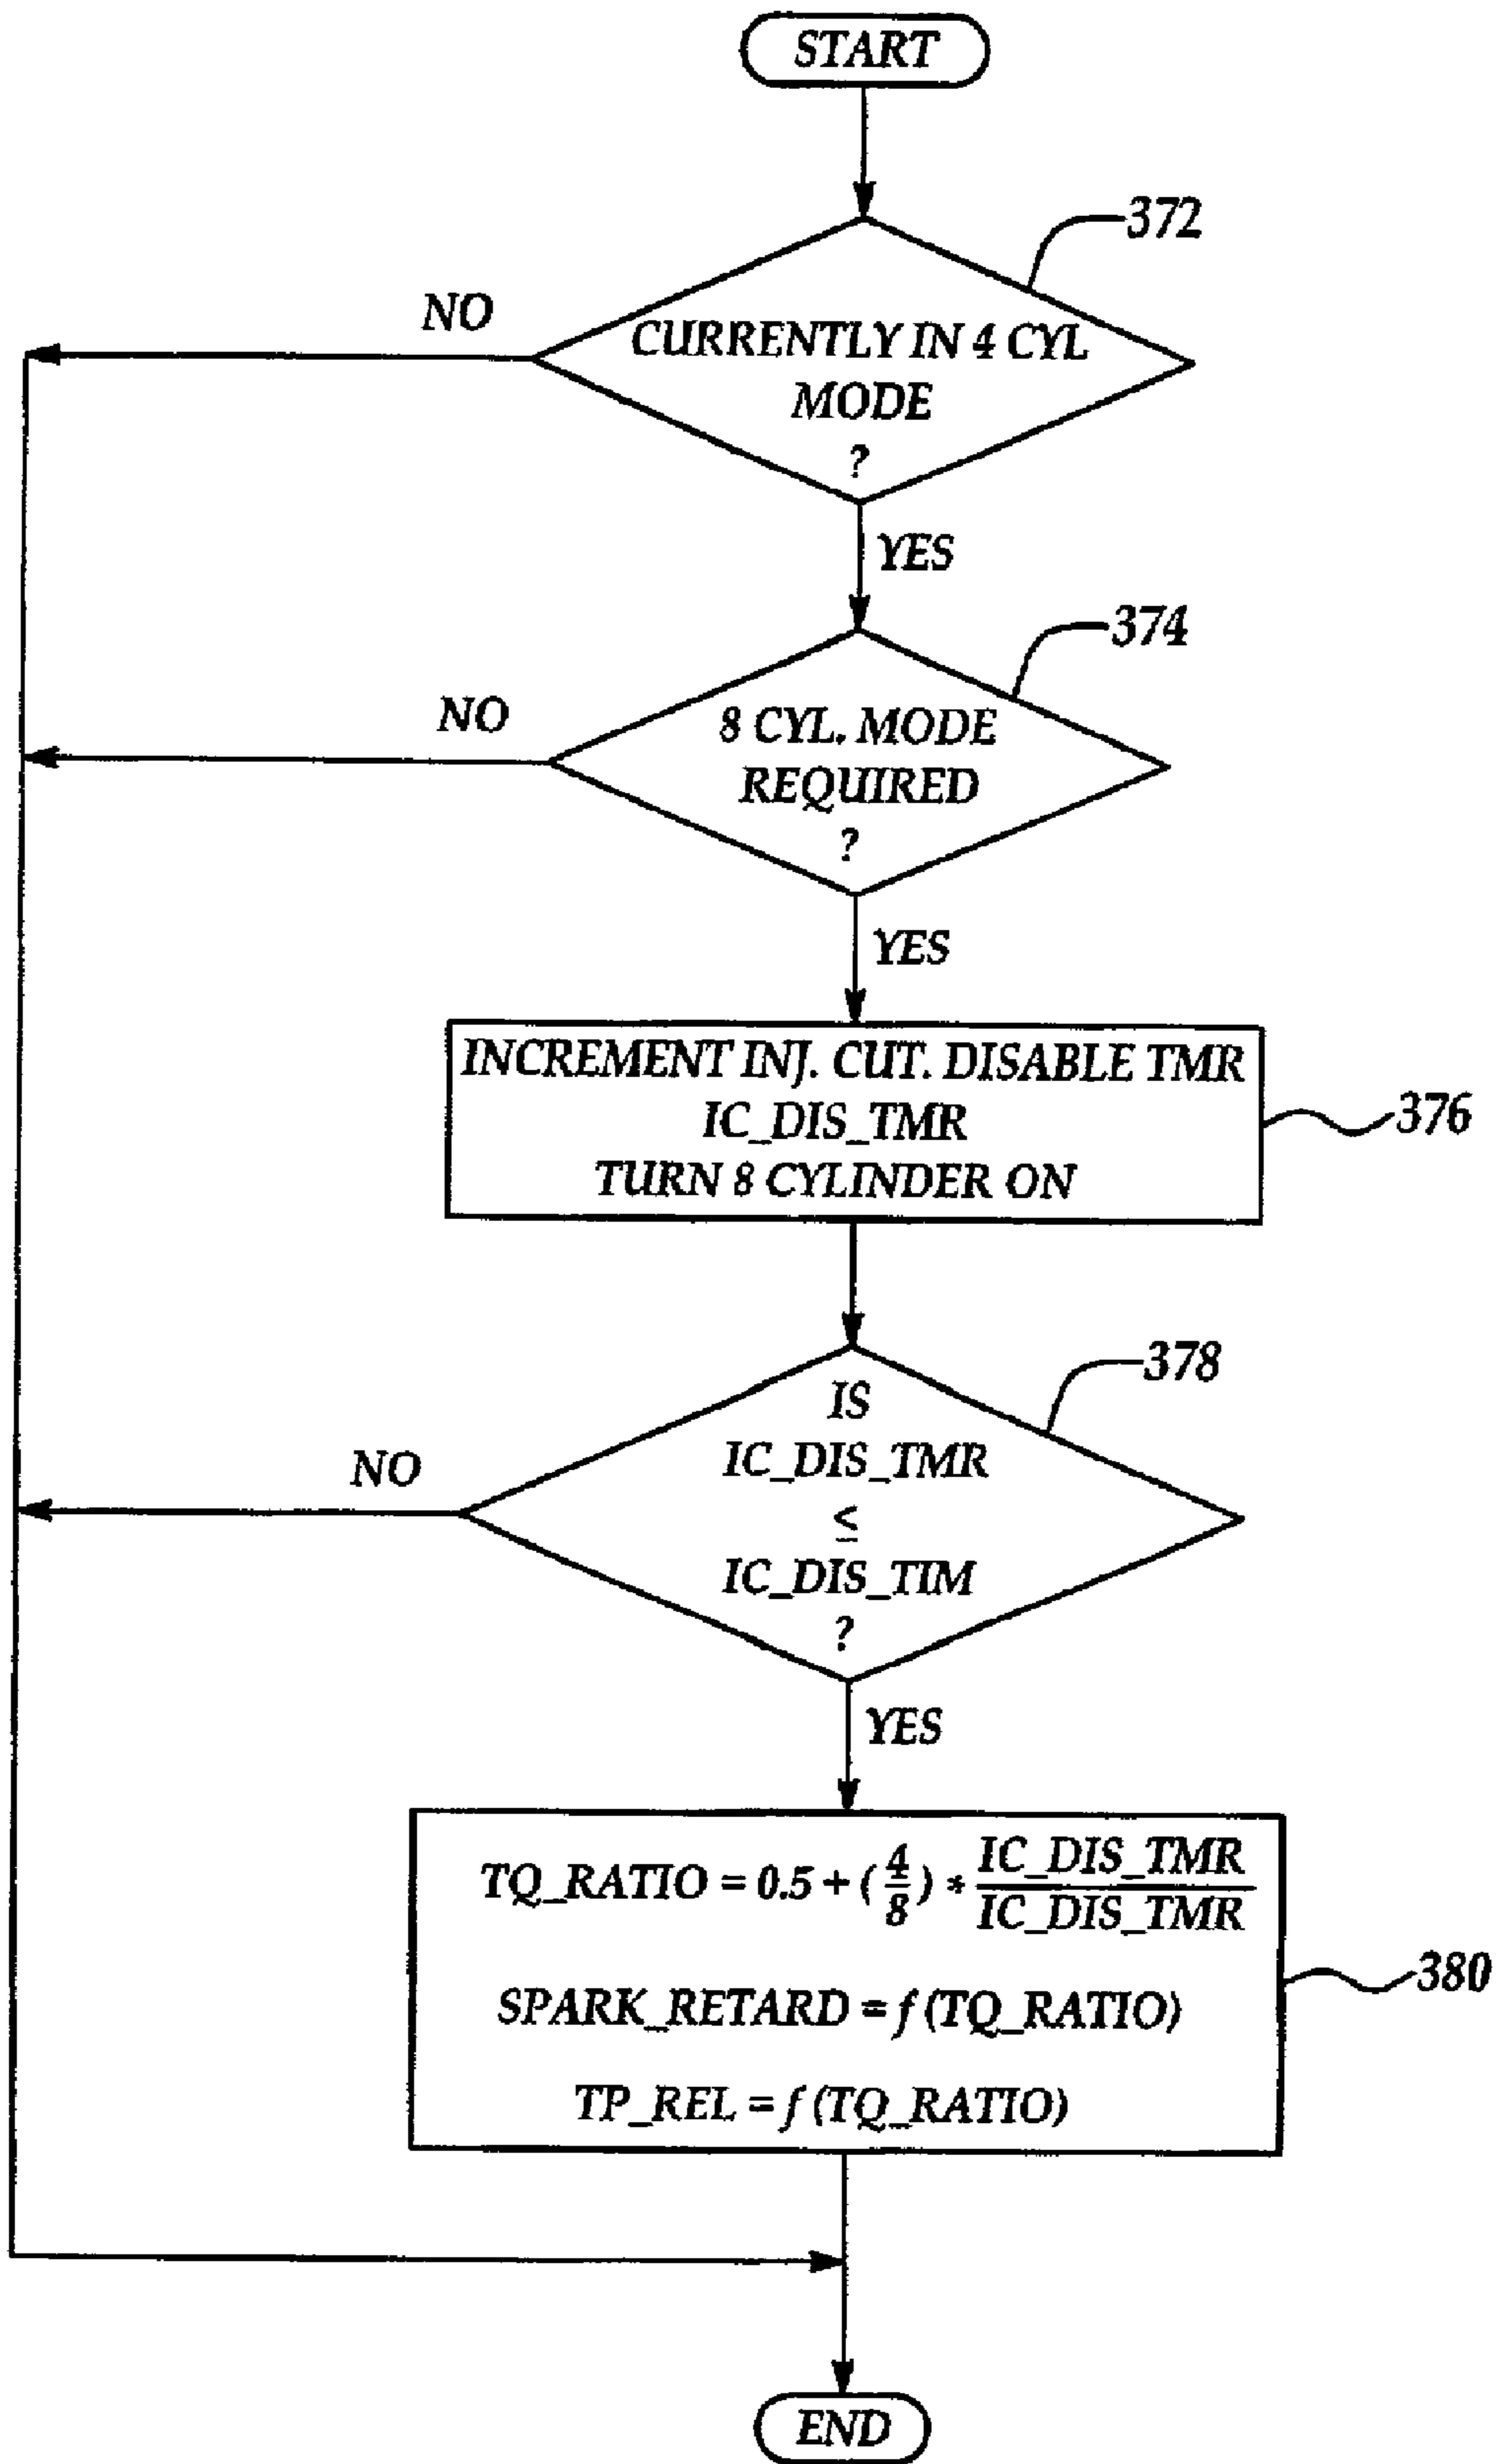 START
372
NO
CURRENTLY IN 4 CYL
MODE
?
YES
374
NO
8 CYL. MODE
REQUIRED
?
YES
INCREMENT INJ. CUT. DISABLE TMR
IC_DIS_TMR
TURN 8 CYLINDER ON
376
378
NO
IS
IC_DIS_TMR
≤
IC_DIS_TIM
?
YES
TQ_RATIO = 0.5 + (4/8) * IC_DIS_TMR/IC_DIS_TMR
SPARK_RETARD = f (TQ_RATIO)
TP_REL = f (TQ_RATIO)
380
END